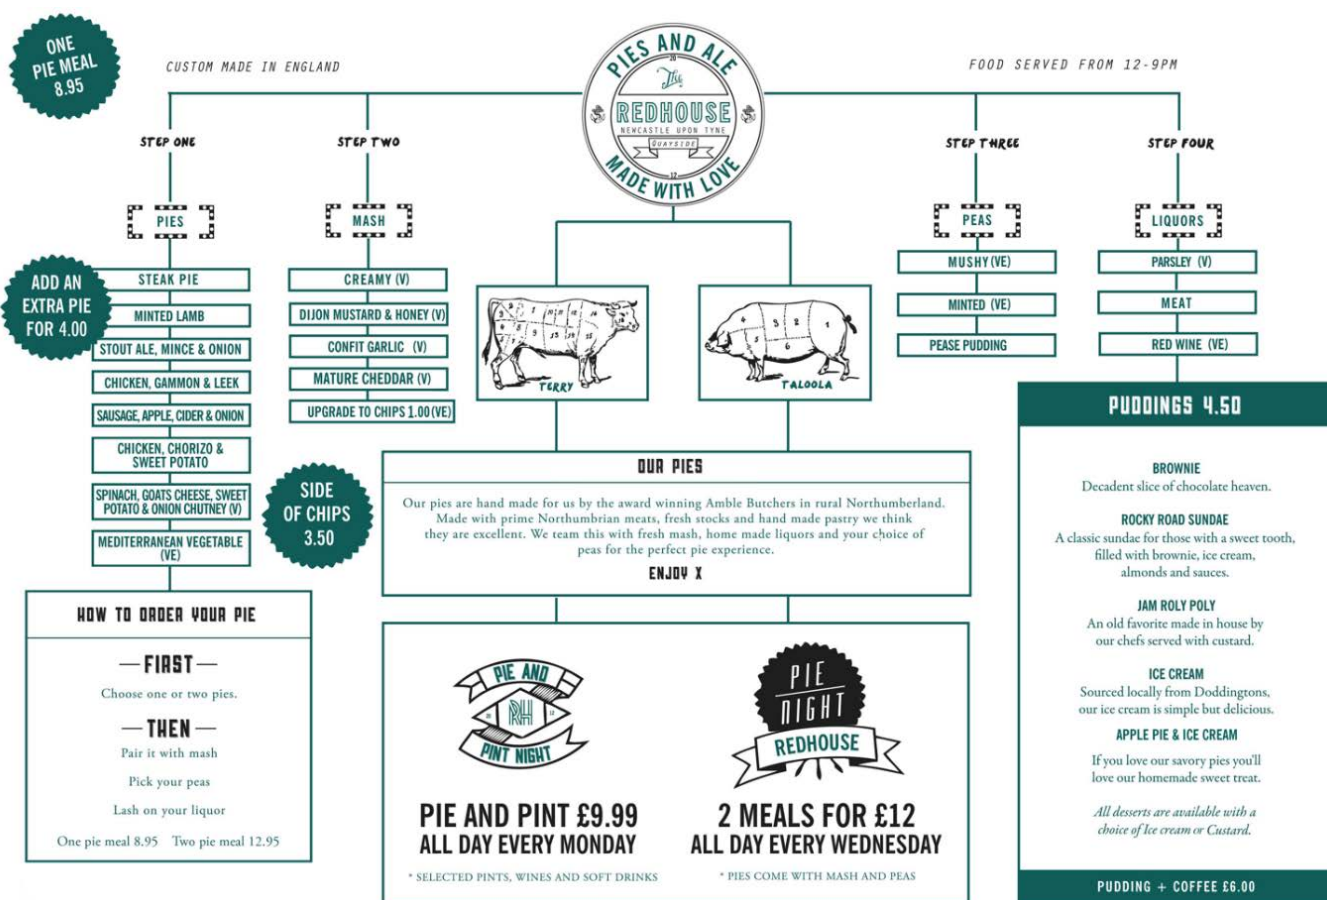 ONE
PIE MEAL
8.95
CUSTOM MADE IN ENGLAND
PIES AND ALE
20
The
REDHOUSE
NEWCASTLE UPON TYNE
QUAYSIDE
12
MADE WITH LOVE
FOOD SERVED FROM 12-9PM
STEP ONE
PIES
ADD AN
EXTRA PIE
FOR 4.00
STEAK PIE
MINTED LAMB
STOUT ALE, MINCE & ONION
CHICKEN, GAMMON & LEEK
SAUSAGE, APPLE, CIDER & ONION
CHICKEN, CHORIZO &
SWEET POTATO
SPINACH, GOATS CHEESE, SWEET
POTATO & ONION CHUTNEY (V)
MEDITERRANEAN VEGETABLE
(VE)
STEP TWO
MASH
CREAMY (V)
DIJON MUSTARD & HONEY (V)
CONFIT GARLIC (V)
MATURE CHEDDAR (V)
UPGRADE TO CHIPS 1.00 (VE)
SIDE
OF CHIPS
3.50
TERRY
TALOOLA
STEP THREE
PEAS
MUSHY (VE)
MINTED (VE)
PEASE PUDDING
STEP FOUR
LIQUORS
PARSLEY (V)
MEAT
RED WINE (VE)
HOW TO ORDER YOUR PIE
— FIRST —
Choose one or two pies.
— THEN —
Pair it with mash
Pick your peas
Lash on your liquor
One pie meal 8.95 Two pie meal 12.95
OUR PIES
Our pies are hand made for us by the award winning Amble Butchers in rural Northumberland.
Made with prime Northumbrian meats, fresh stocks and hand made pastry we think
they are excellent. We team this with fresh mash, home made liquors and your choice of
peas for the perfect pie experience.
ENJOY X
PIE AND
RH
PINT NIGHT
PIE AND PINT £9.99
ALL DAY EVERY MONDAY
* SELECTED PINTS, WINES AND SOFT DRINKS
PIE
NIGHT
REDHOUSE
2 MEALS FOR £12
ALL DAY EVERY WEDNESDAY
* PIES COME WITH MASH AND PEAS
PUDDINGS 4.50
BROWNIE
Decadent slice of chocolate heaven.
ROCKY ROAD SUNDAE
A classic sundae for those with a sweet tooth,
filled with brownie, ice cream,
almonds and sauces.
JAM ROLY POLY
An old favorite made in house by
our chefs served with custard.
ICE CREAM
Sourced locally from Doddingtons,
our ice cream is simple but delicious.
APPLE PIE & ICE CREAM
If you love our savory pies you'll
love our homemade sweet treat.
All desserts are available with a
choice of Ice cream or Custard.
PUDDING + COFFEE £6.00